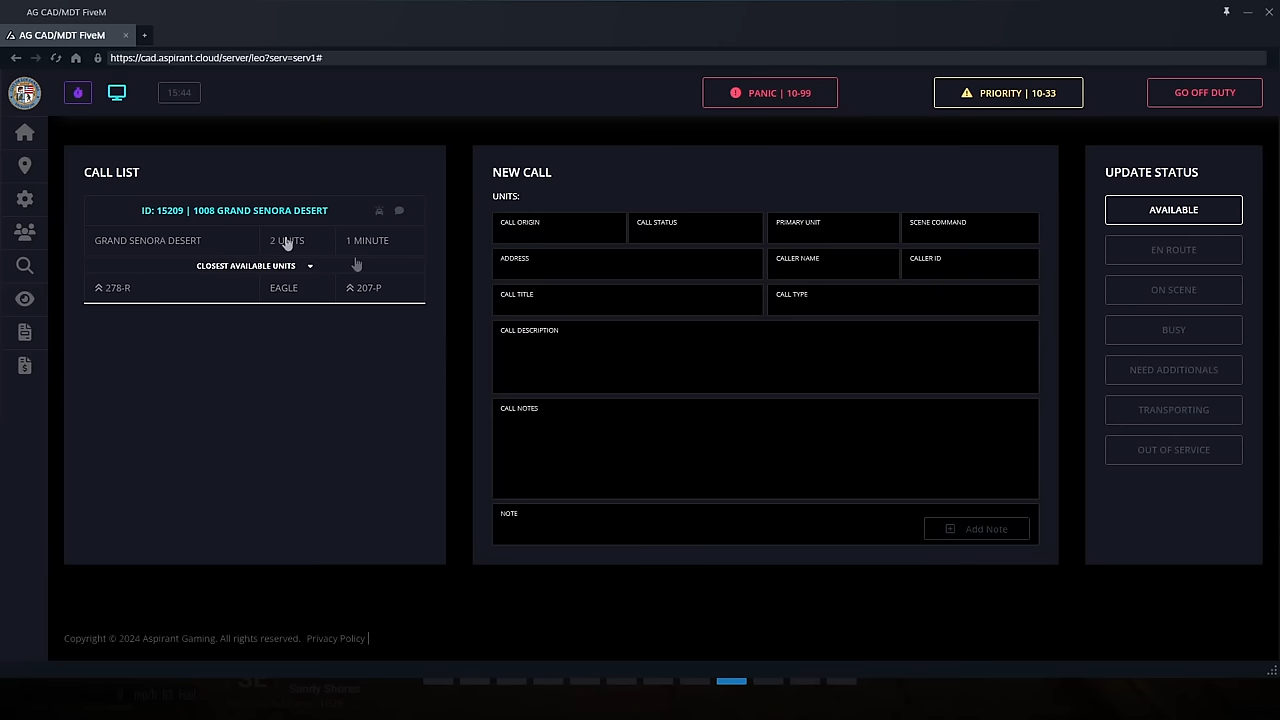 AG CAD/MDT FiveM
AG CAD/MDT FiveM
https://cad.aspirant.cloud/server/leo?serv=serv1#
15:44
PANIC | 10-99
PRIORITY | 10-33
GO OFF DUTY
CALL LIST
ID: 15209 | 1008 GRAND SENORA DESERT
GRAND SENORA DESERT
2 UNITS
1 MINUTE
CLOSEST AVAILABLE UNITS
278-R
EAGLE
207-P
NEW CALL
UNITS:
CALL ORIGIN
CALL STATUS
PRIMARY UNIT
SCENE COMMAND
ADDRESS
CALLER NAME
CALLER ID
CALL TITLE
CALL TYPE
CALL DESCRIPTION
CALL NOTES
NOTE
Add Note
UPDATE STATUS
AVAILABLE
EN ROUTE
ON SCENE
BUSY
NEED ADDITIONALS
TRANSPORTING
OUT OF SERVICE
Copyright © 2024 Aspirant Gaming. All rights reserved. Privacy Policy |
Sandy Shores